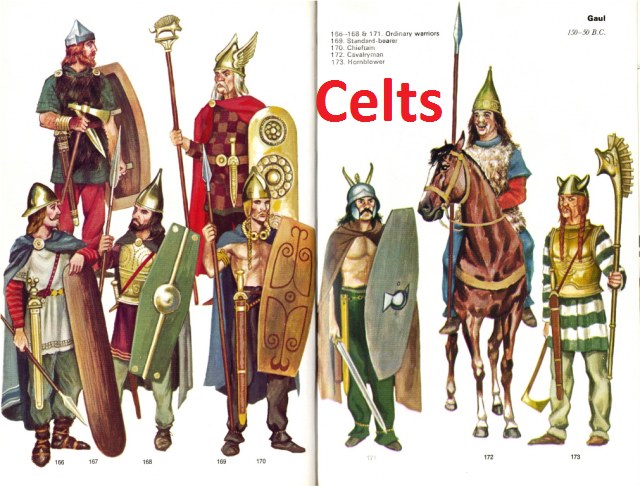 Gaul
150–50 B.C.
166–168 & 171. Ordinary warriors
169. Standard-bearer
170. Chieftain
172. Cavalryman
173. Hornblower
Celts
166 167 168 169 170 171 172 173